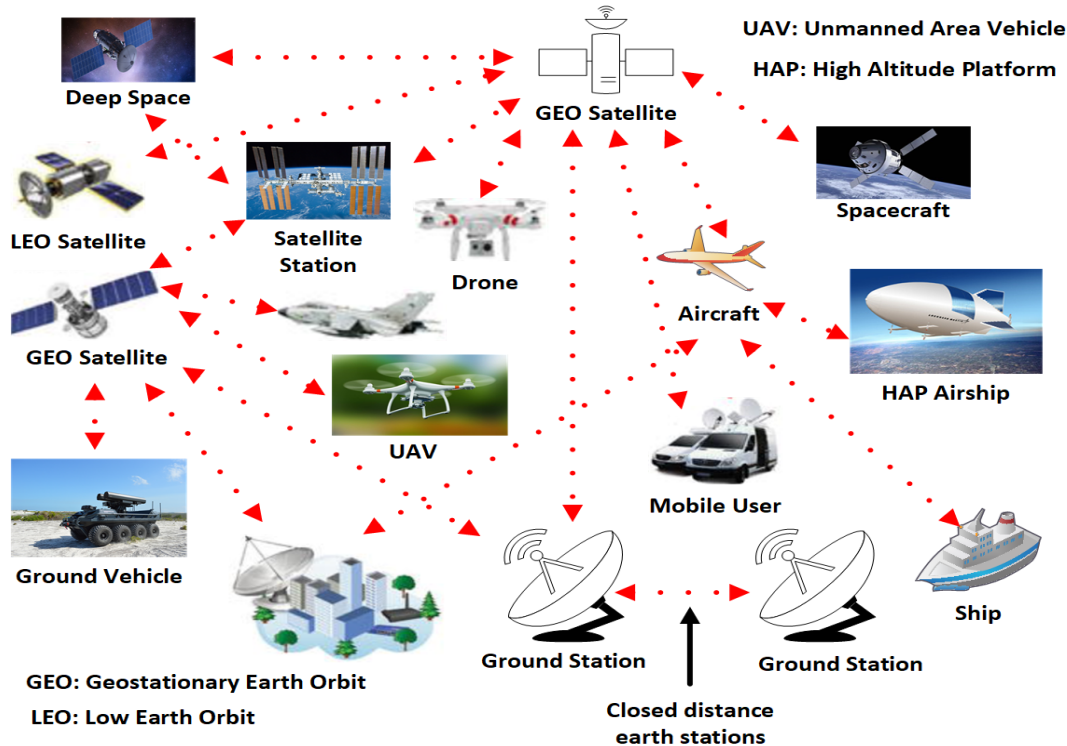 UAV: Unmanned Area Vehicle
HAP: High Altitude Platform
Deep Space
GEO Satellite
Spacecraft
LEO Satellite
Satellite
Station
Drone
Aircraft
GEO Satellite
HAP Airship
UAV
Mobile User
Ground Vehicle
Ship
Ground Station
Ground Station
GEO: Geostationary Earth Orbit
LEO: Low Earth Orbit
Closed distance
earth stations